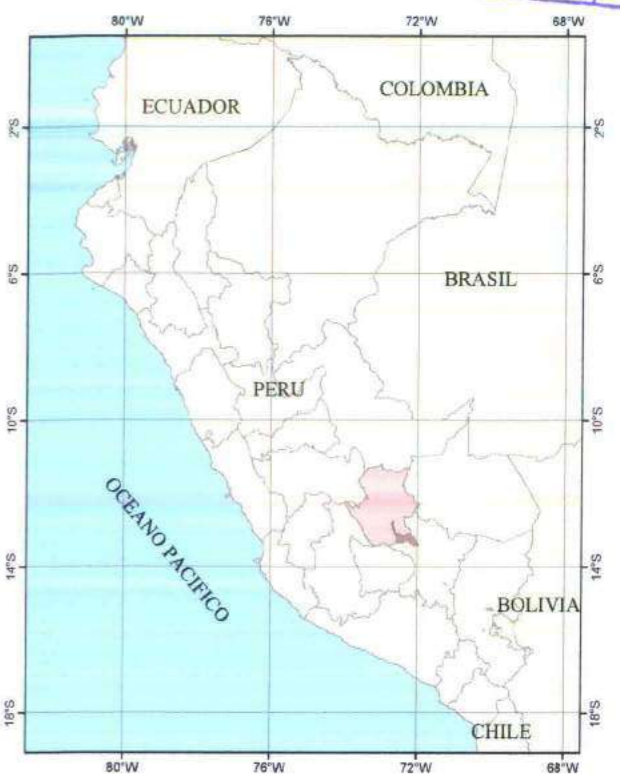 80°W 76°W 72°W 68°W
COLOMBIA
ECUADOR
2°S 2°S
6°S 6°S
BRASIL
PERU
10°S 10°S
OCEANO PACIFICO
14°S 14°S
BOLIVIA
18°S 18°S
CHILE
80°W 76°W 72°W 68°W